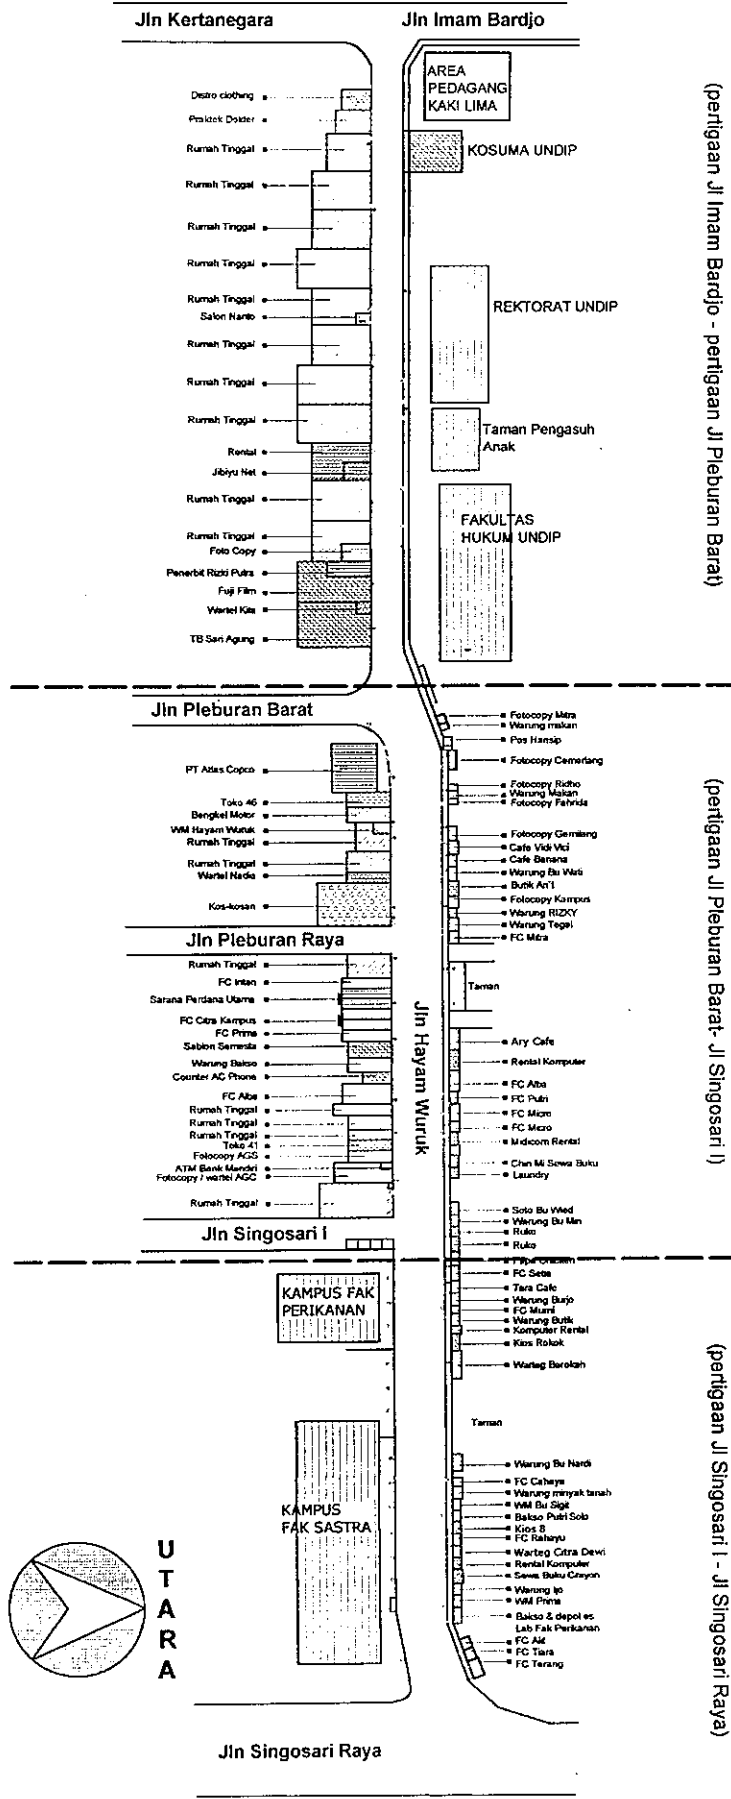 Jln Kertanegara
Jln Imam Bardjo
AREA
PEDAGANG
KAKI LIMA
KOSUMA UNDIP
REKTORAT UNDIP
Taman Pengasuh
Anak
FAKULTAS
HUKUM UNDIP
Distro clothing
Praktek Dokter
Rumah Tinggal
Rumah Tinggal
Rumah Tinggal
Rumah Tinggal
Rumah Tinggal
Salon Nanto
Rumah Tinggal
Rumah Tinggal
Rumah Tinggal
Rental
Jibiyu Net
Rumah Tinggal
Rumah Tinggal
Foto Copy
Penerbit Rizki Putra
Fuji Film
Wartel Kita
TB Sari Agung
(pertigaan Jl Imam Bardjo - pertigaan Jl Pleburan Barat)
Jln Pleburan Barat
PT Atlas Copco
Toko 46
Bengkel Motor
WM Hayam Wuruk
Rumah Tinggal
Rumah Tinggal
Wartel Nadia
Kos-kosan
Jln Pleburan Raya
Rumah Tinggal
FC Intan
Sarana Perdana Utama
FC Citra Kampus
FC Prima
Sablon Semesta
Warung Bakso
Counter AC Phone
FC Alba
Rumah Tinggal
Rumah Tinggal
Rumah Tinggal
Toko 41
Fotocopy AGS
ATM Bank Mandiri
Fotocopy / wartel AGC
Rumah Tinggal
Jln Singosari I
Jln Hayam Wuruk
Fotocopy Mitra
Warung makan
Pos Hansip
Fotocopy Cemerlang
Fotocopy Ridho
Warung Makan
Fotocopy Fahrida
Fotocopy Gemilang
Cafe Vidi Vici
Cafe Banana
Warung Bu Wati
Butik An'1
Fotocopy Kampus
Warung RIZKY
Warung Tegal
FC Mitra
Taman
Ary Cafe
Rental Komputer
FC Alba
FC Putri
FC Micro
FC Micro
Midicom Rental
Chin Mi Sewa Buku
Laundry
Soto Bu Wied
Warung Bu Min
Ruko
Ruko
(pertigaan Jl Pleburan Barat- Jl Singosari I)
FC Setia
Tara Cafe
Warung Burjo
FC Murni
Warung Butik
Komputer Rental
Kios Rokok
Warteg Barokah
Taman
Warung Bu Nardi
FC Cahaya
Warung minyak tanah
WM Bu Sigit
Bakso Putri Solo
Kios 8
FC Rahayu
Warteg Citra Dewi
Rental Komputer
Sewa Buku Crayon
Warung Ijo
WM Prima
Bakso & depot es
Lab Fak Perikanan
FC Tiara
FC Terang
KAMPUS FAK
PERIKANAN
KAMPUS
FAK SASTRA
UTARA
(pertigaan Jl Singosari I - Jl Singosari Raya)
Jln Singosari Raya